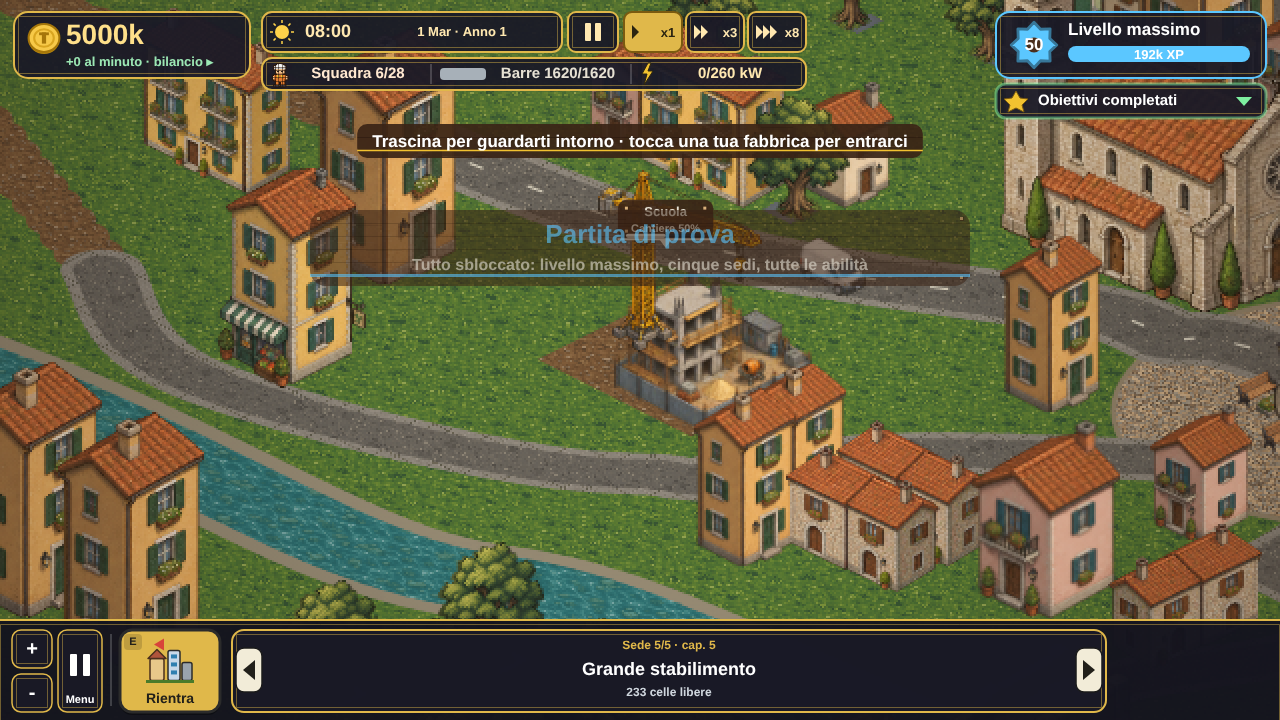 5000k
+0 al minuto · bilancio ▸
08:00
1 Mar · Anno 1
x1
x3
x8
Squadra 6/28
Barre 1620/1620
0/260 kW
50
Livello massimo
192k XP
Obiettivi completati
Trascina per guardarti intorno · tocca una tua fabbrica per entrarci
Scuola
Cantiere 50%
Partita di prova
Tutto sbloccato: livello massimo, cinque sedi, tutte le abilità
+
-
Menu
E
Rientra
Sede 5/5 · cap. 5
Grande stabilimento
233 celle libere